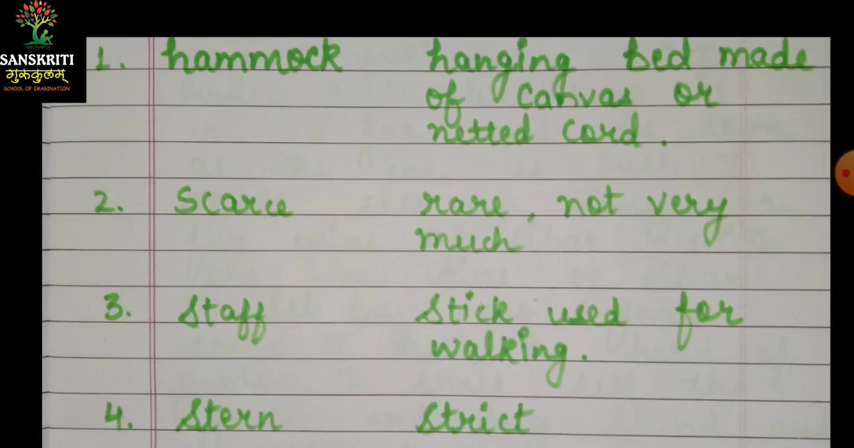 SANSKRITI
गुरुकुलम्
SCHOOL OF IMAGINATION
1. hammock hanging bed made
of canvas or
netted cord.
2. Scarce rare, not very
much
3. Staff Stick used for
walking.
4. Stern Strict